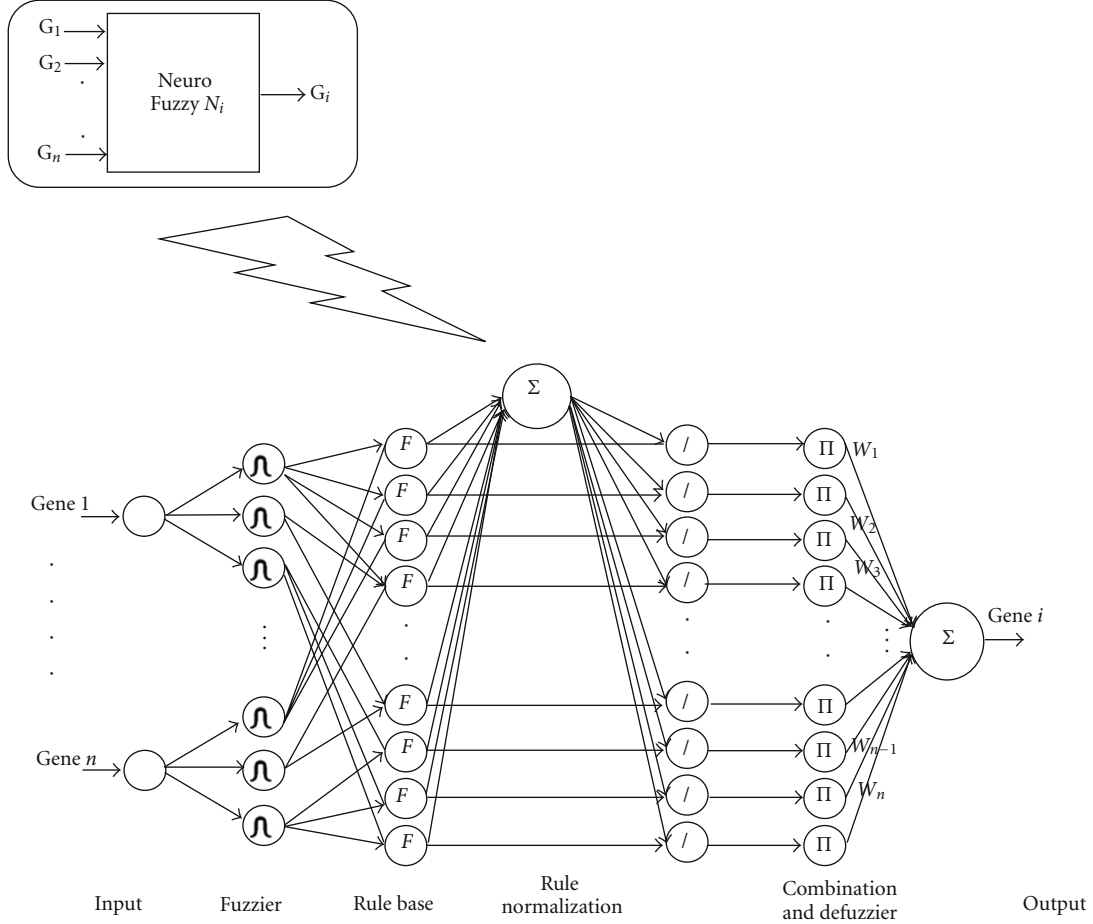 G1
G2
Gn
Neuro
Fuzzy Ni
Gi
Σ
F / Π W1
F / Π
Gene 1
W2
F / Π
W3
F / Π
Gene i
Σ
F / Π
Gene n
F / Π Wn−1
F / Π Wn
F / Π
Input
Fuzzier
Rule base
Rule
normalization
Combination
and defuzzier
Output